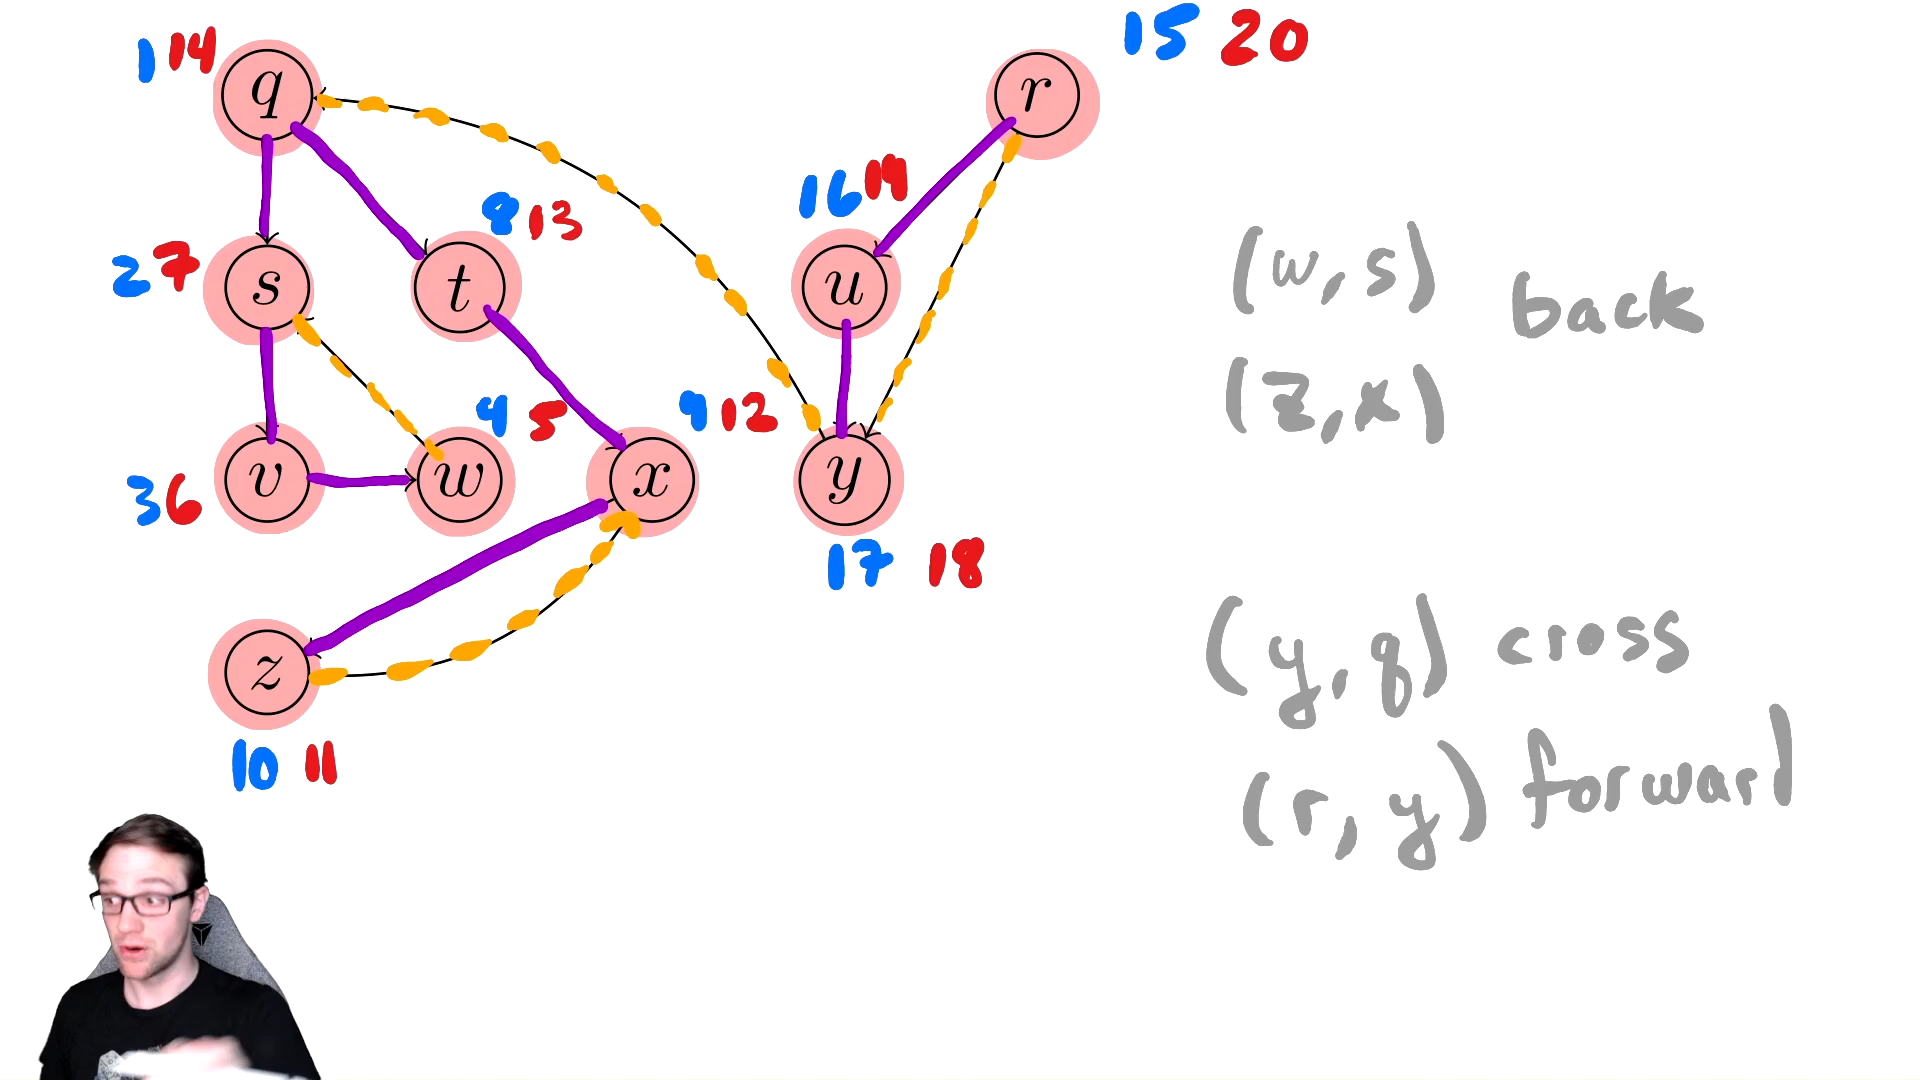 1 14
q
r
15 20
16 19
8 13
2 7
s
t
u
(w, s) back
4 5
9 12
(z, x)
3 6
v
w
x
y
17 18
(y, q) cross
z
10 11
(r, y) forward